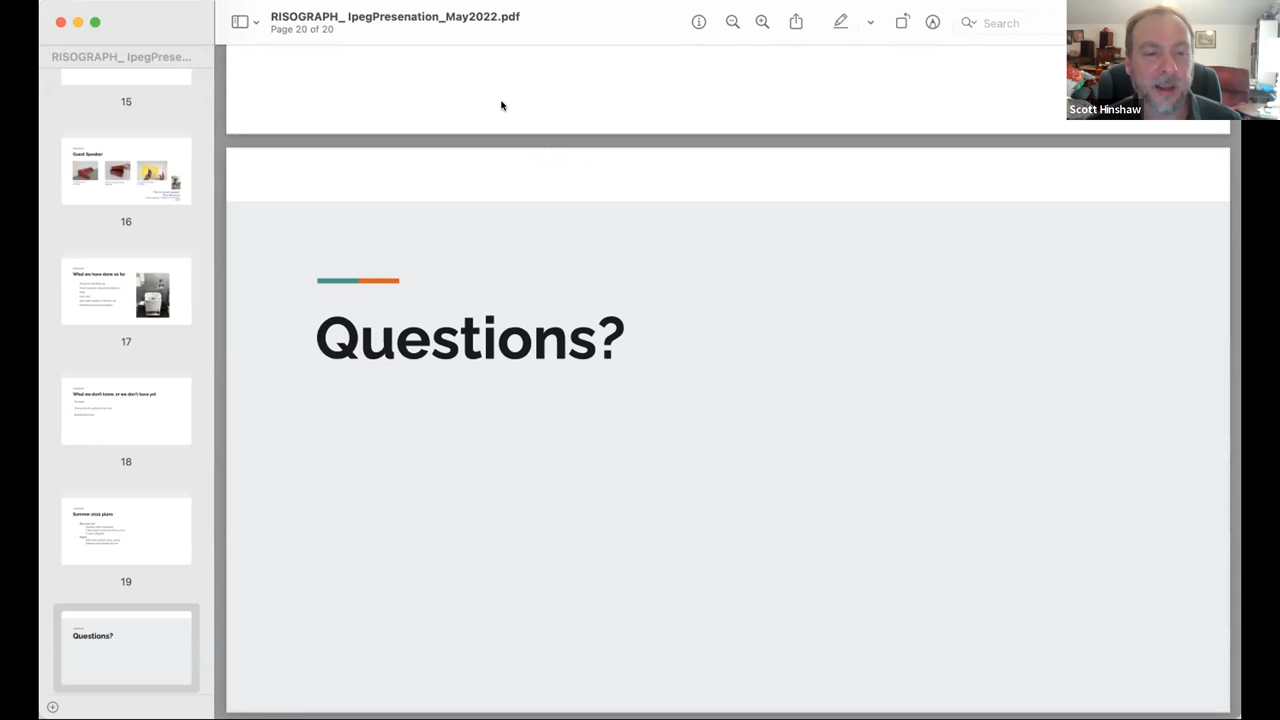 RISOGRAPH_ IpegPresenation_May2022.pdf
Page 20 of 20
Search
Scott Hinshaw
RISOGRAPH_ IpegPrese...
15
Guest Speaker
16
What we have done so far
17
What we don't know, or we don't have yet
18
Summer 2022 plans
19
Questions?
Questions?